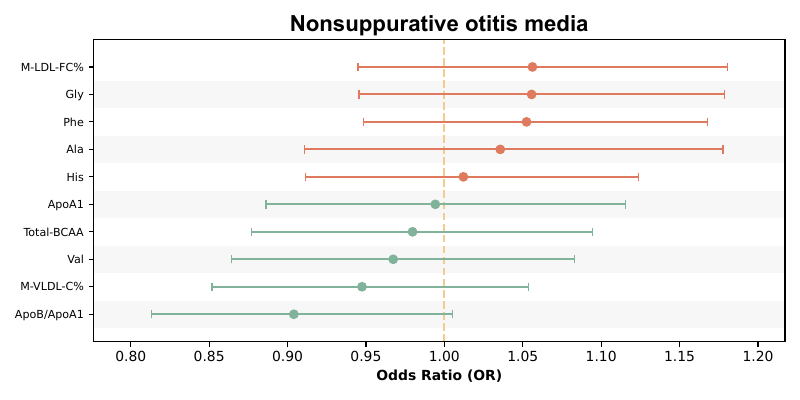 Nonsuppurative otitis media
M-LDL-FC%
Gly
Phe
Ala
His
ApoA1
Total-BCAA
Val
M-VLDL-C%
ApoB/ApoA1
0.80 0.85 0.90 0.95 1.00 1.05 1.10 1.15 1.20
Odds Ratio (OR)